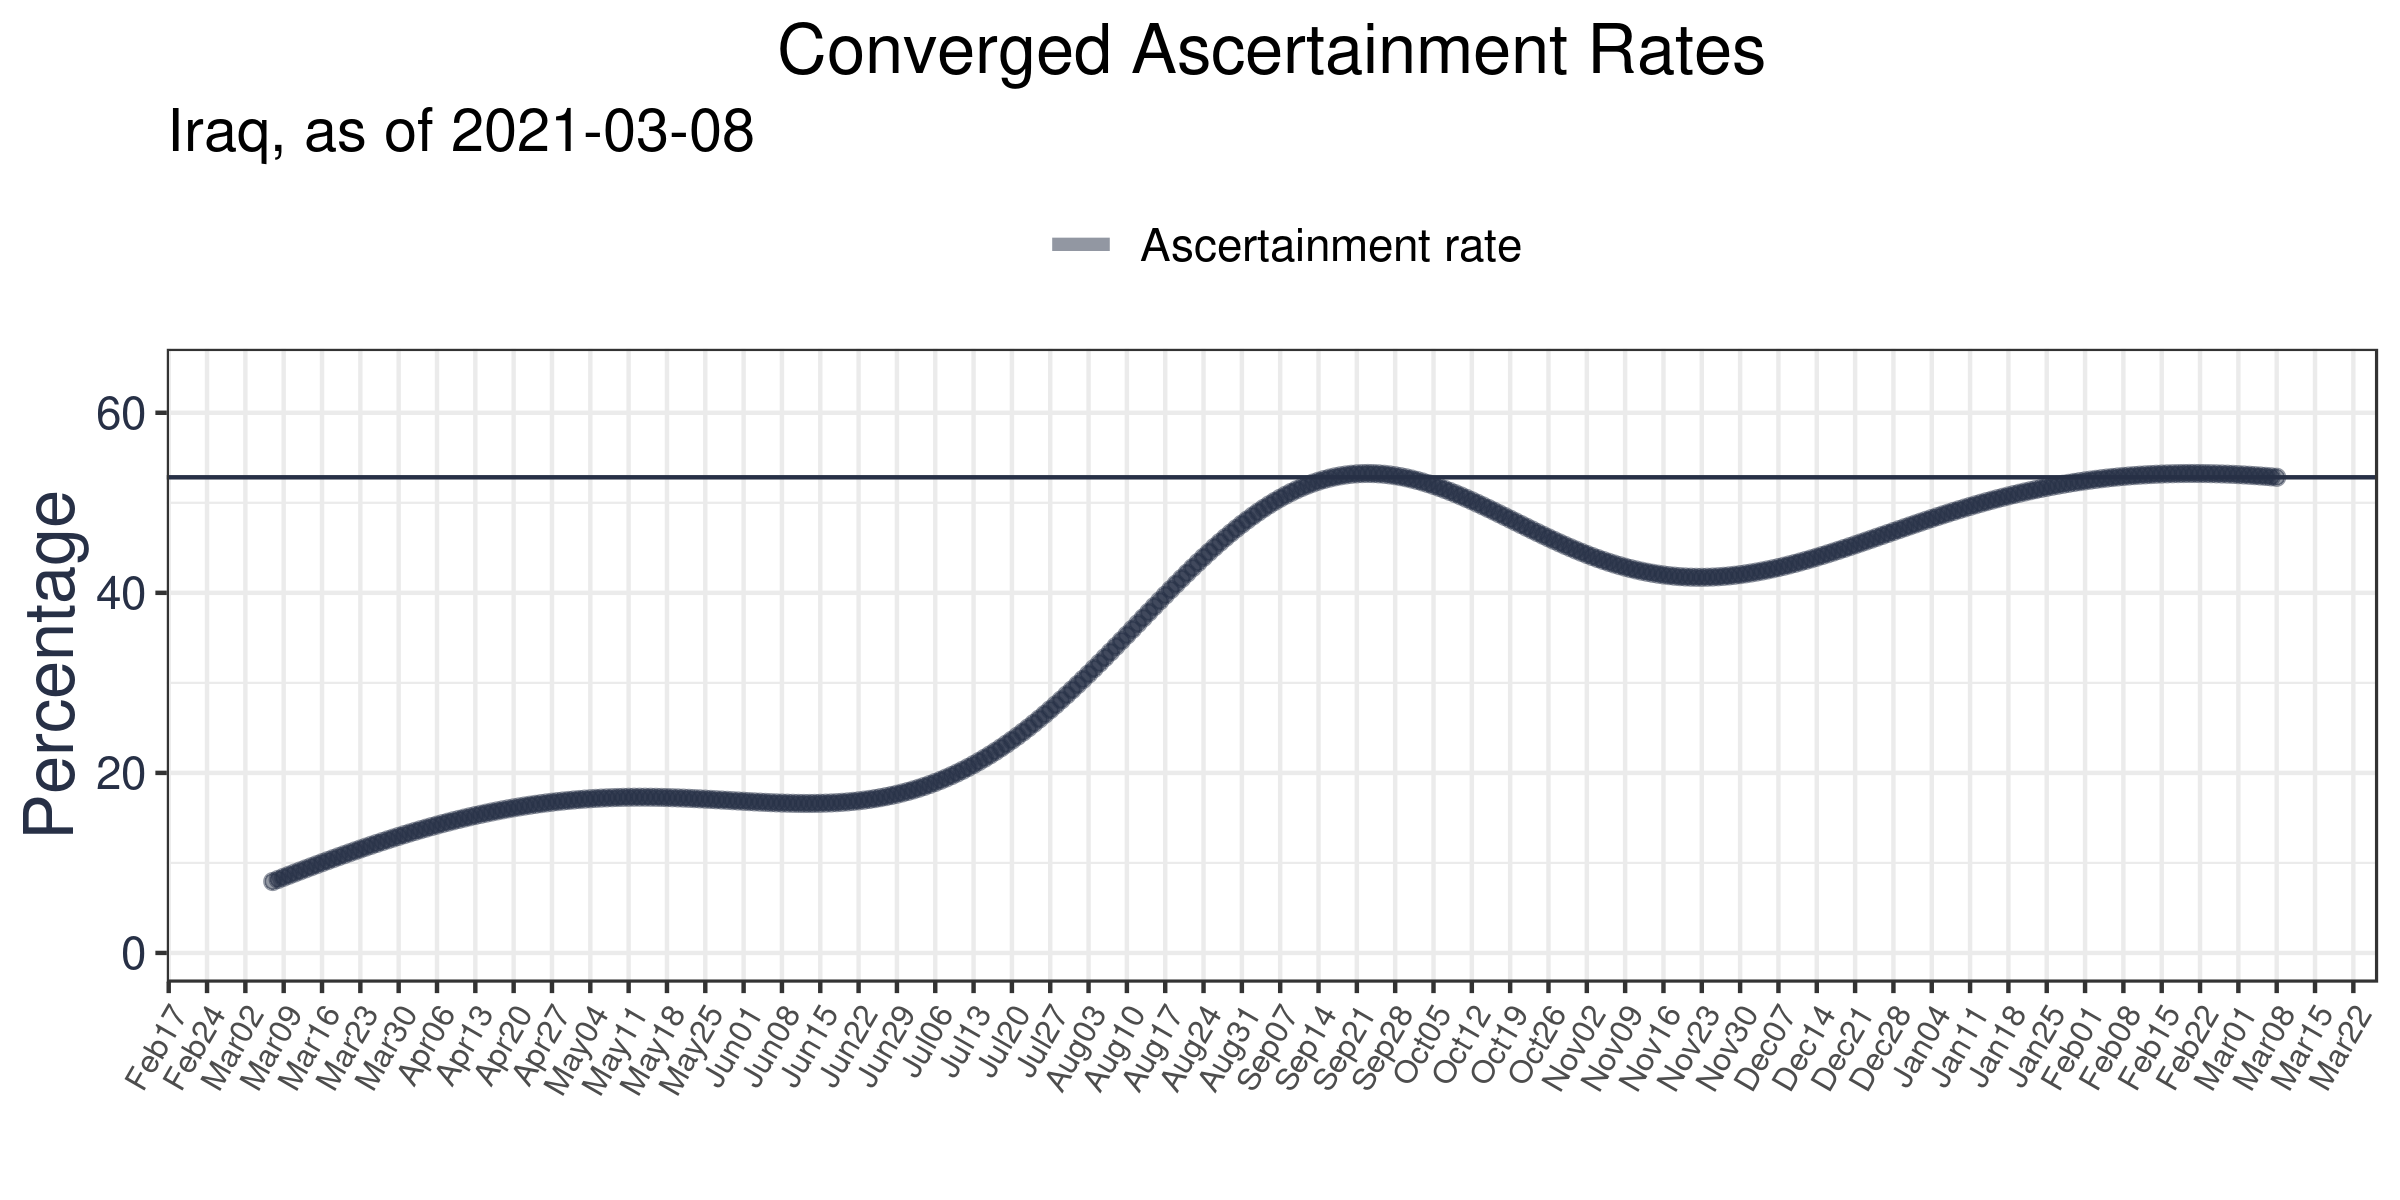 Converged Ascertainment Rates
Iraq, as of 2021-03-08
Ascertainment rate
Percentage
60
40
20
0
Feb17
Feb24
Mar02
Mar09
Mar16
Mar23
Mar30
Apr06
Apr13
Apr20
Apr27
May04
May11
May18
May25
Jun01
Jun08
Jun15
Jun22
Jun29
Jul06
Jul13
Jul20
Jul27
Aug03
Aug10
Aug17
Aug24
Aug31
Sep07
Sep14
Sep21
Sep28
Oct05
Oct12
Oct19
Oct26
Nov02
Nov09
Nov16
Nov23
Nov30
Dec07
Dec14
Dec21
Dec28
Jan04
Jan11
Jan18
Jan25
Feb01
Feb08
Feb15
Feb22
Mar01
Mar08
Mar15
Mar22